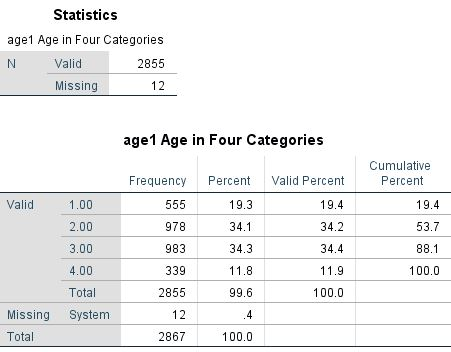 Statistics
age1 Age in Four Categories
N Valid 2855
Missing 12
age1 Age in Four Categories
Frequency Percent Valid Percent Cumulative Percent
Valid 1.00 555 19.3 19.4 19.4
2.00 978 34.1 34.2 53.7
3.00 983 34.3 34.4 88.1
4.00 339 11.8 11.9 100.0
Total 2855 99.6 100.0
Missing System 12 .4
Total 2867 100.0